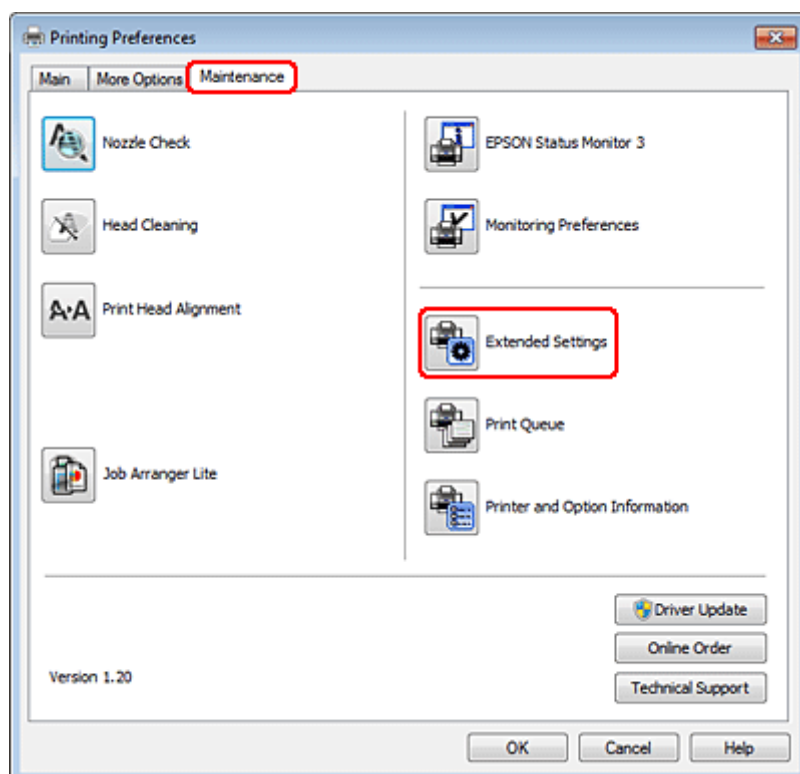 Printing Preferences
Main More Options Maintenance
Nozzle Check
Head Cleaning
A A Print Head Alignment
Job Arranger Lite
EPSON Status Monitor 3
Monitoring Preferences
Extended Settings
Print Queue
Printer and Option Information
Driver Update
Online Order
Technical Support
Version 1.20
OK Cancel Help